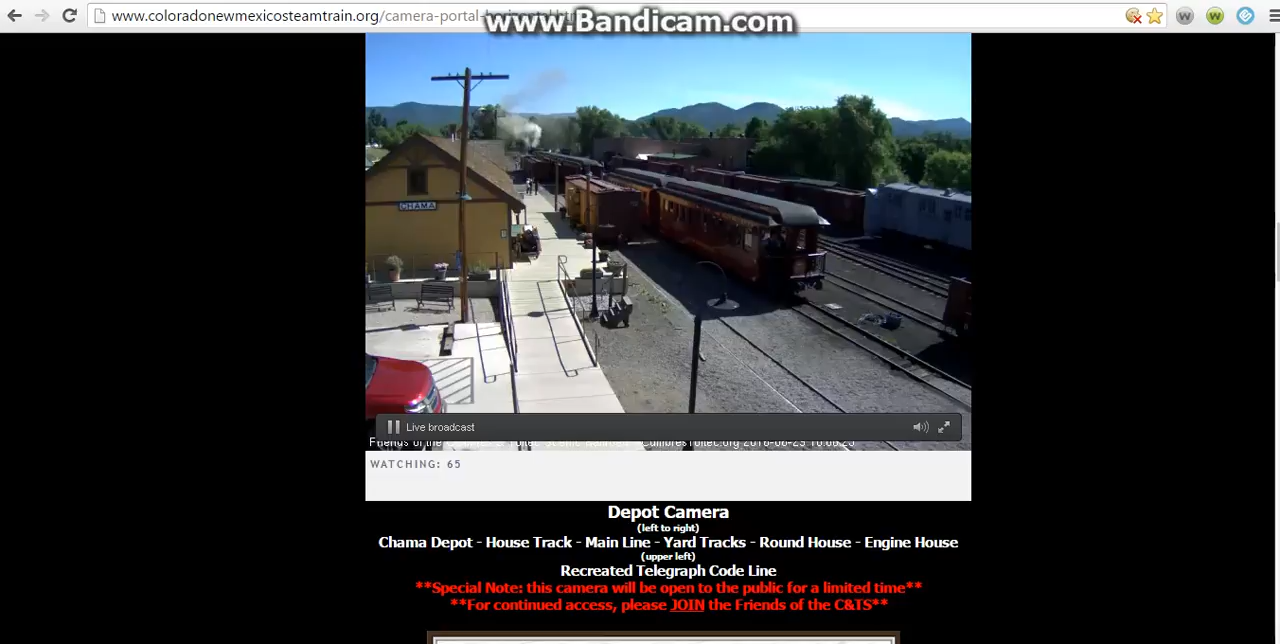 www.coloradonewmexicosteamtrain.org/camera-portal-
www.Bandicam.com
CHAMA
Live broadcast
Friends of the
WATCHING: 65
Depot Camera
(left to right)
Chama Depot - House Track - Main Line - Yard Tracks - Round House - Engine House
(upper left)
Recreated Telegraph Code Line
**Special Note: this camera will be open to the public for a limited time**
**For continued access, please JOIN the Friends of the C&TS**